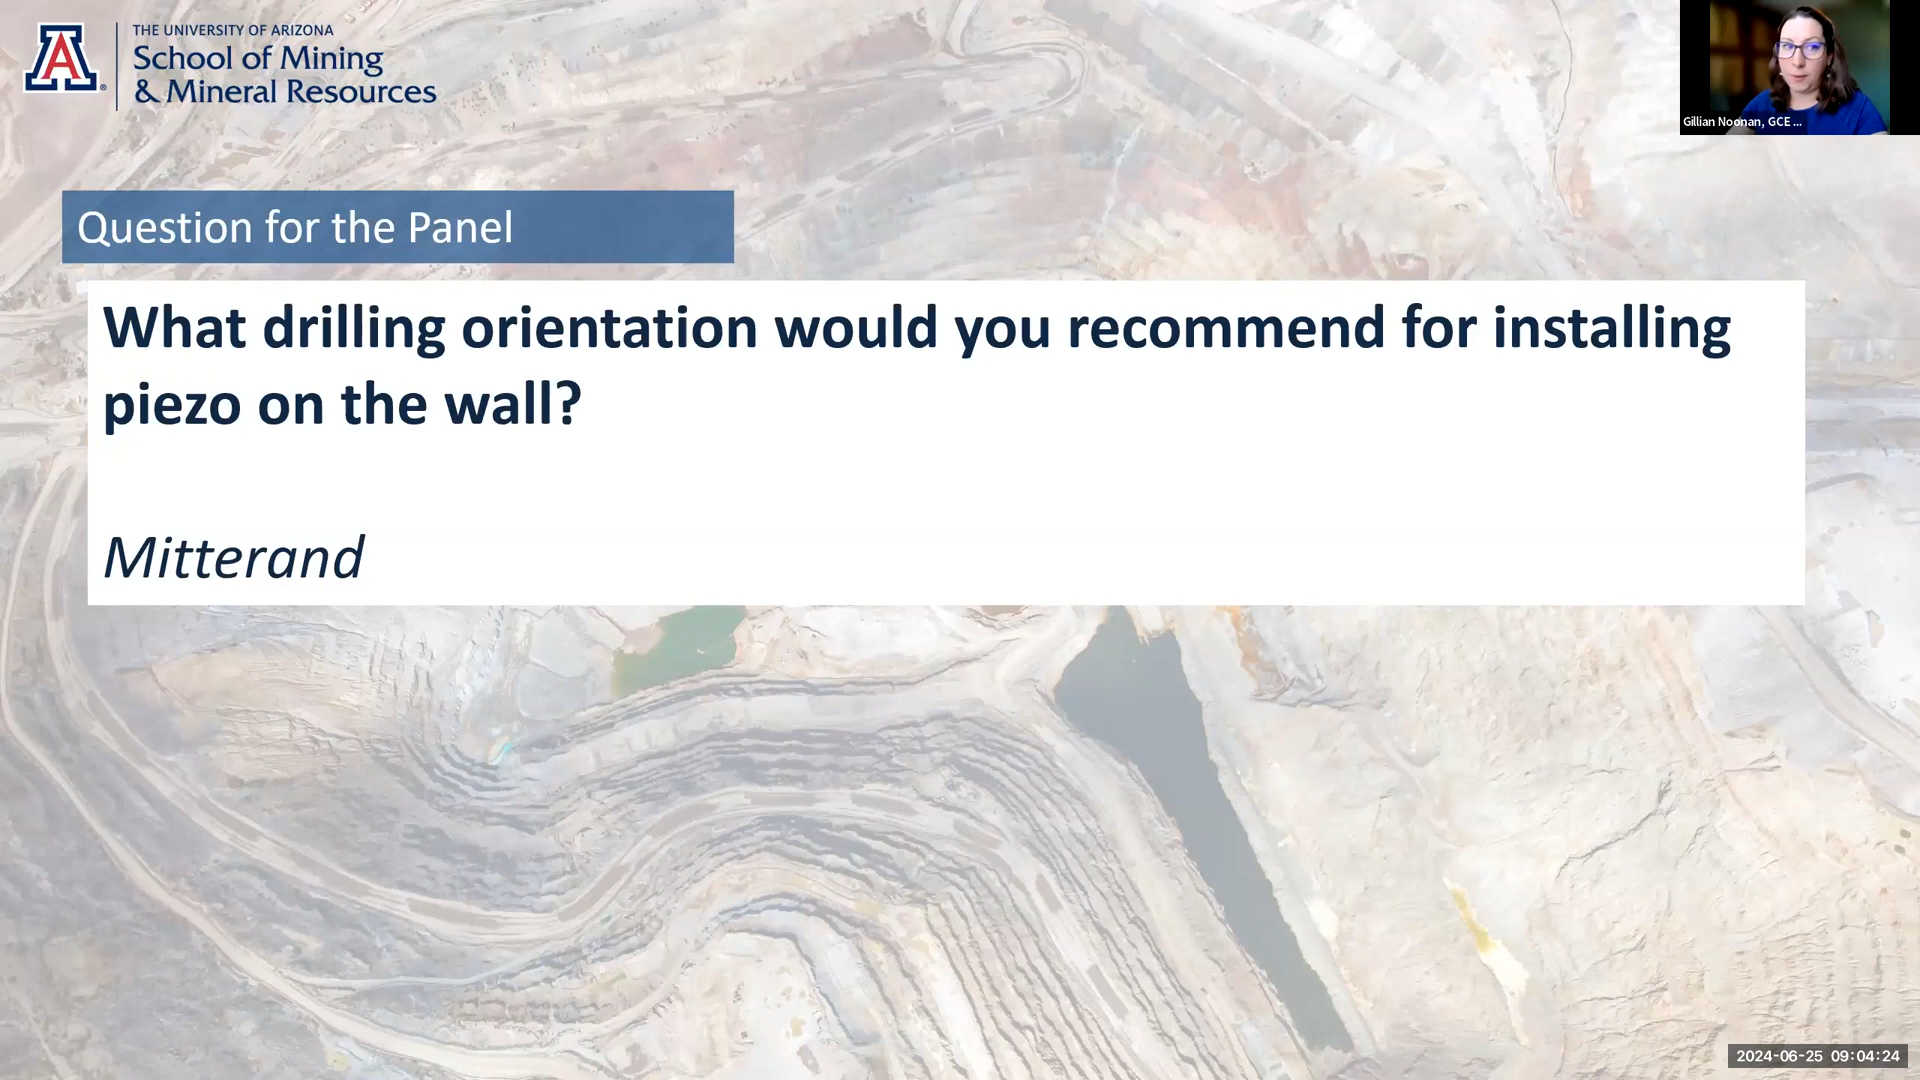 THE UNIVERSITY OF ARIZONA
School of Mining
& Mineral Resources
Gillian Noonan, GCE ...
Question for the Panel
What drilling orientation would you recommend for installing
piezo on the wall?
Mitterand
2024-06-25 09:04:24